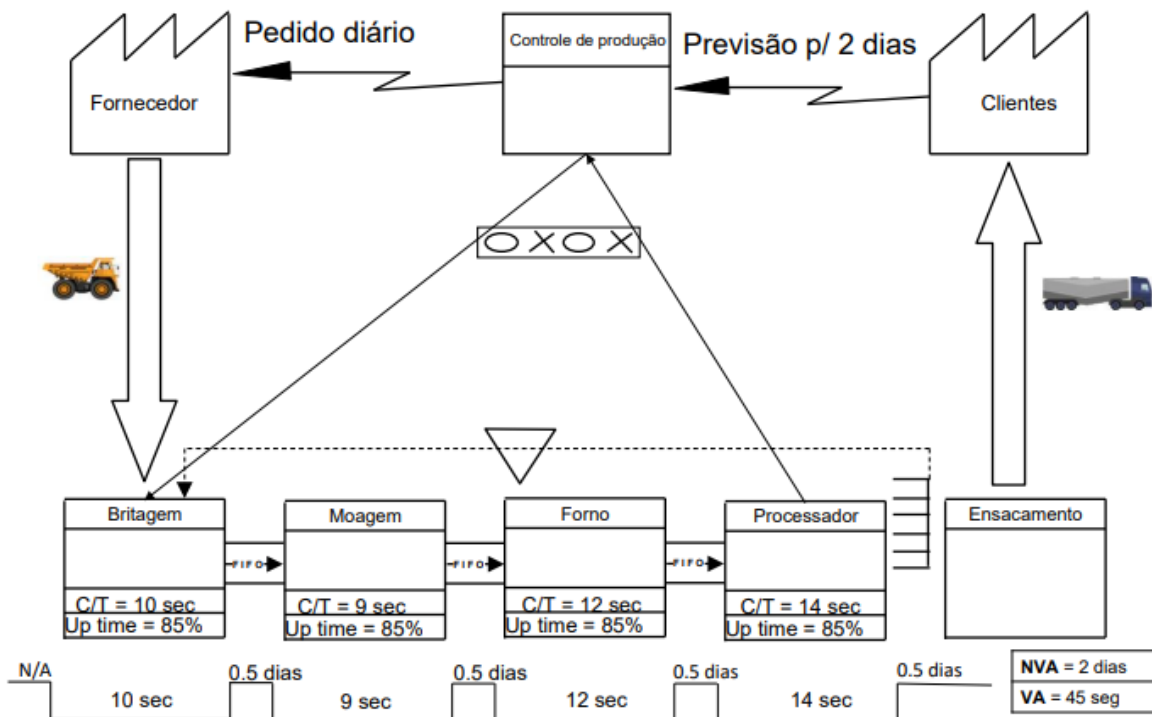 Pedido diário
Controle de produção
Previsão p/ 2 dias
Fornecedor
Clientes
Britagem
Moagem
Forno
Processador
Ensacamento
FIFO
FIFO
FIFO
C/T = 10 sec
C/T = 9 sec
C/T = 12 sec
C/T = 14 sec
Up time = 85%
Up time = 85%
Up time = 85%
Up time = 85%
N/A
0.5 dias
0.5 dias
0.5 dias
0.5 dias
10 sec
9 sec
12 sec
14 sec
NVA = 2 dias
VA = 45 seg